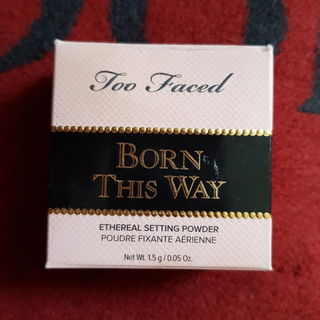 Too Faced
BORN
THIS WAY
ETHEREAL SETTING POWDER
POUDRE FIXANTE AÉRIENNE
Net Wt. 1.5 g / 0.05 Oz.